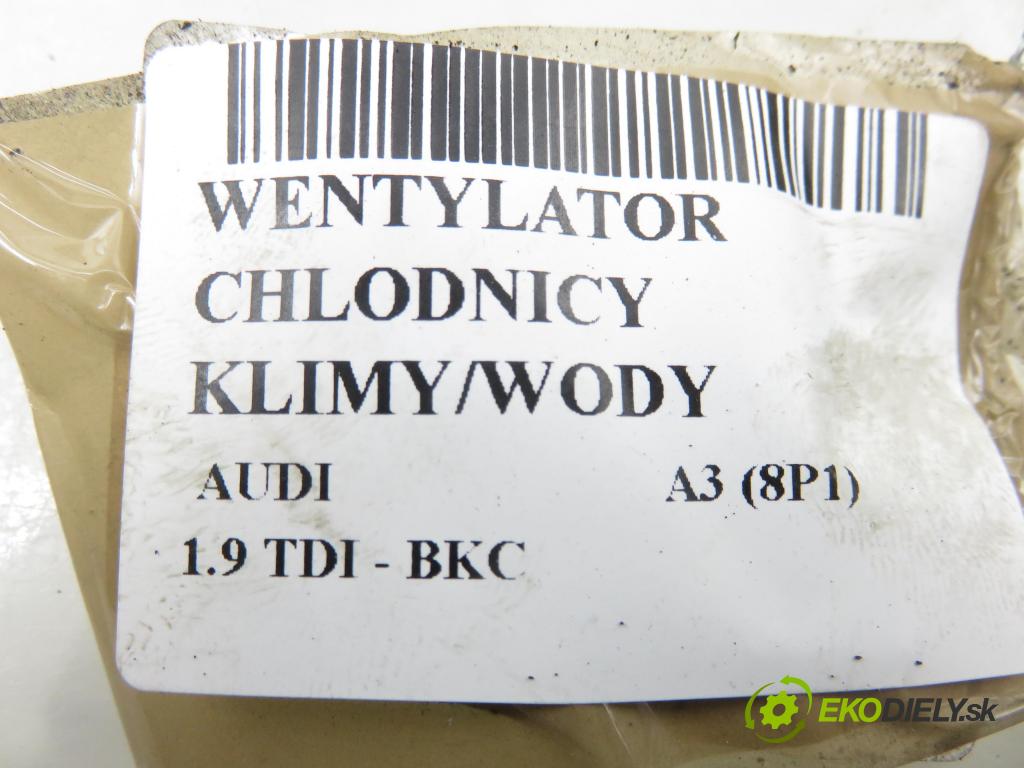 WENTYLATOR
CHLODNICY
KLIMY/WODY
AUDI A3 (8P1)
1.9 TDI - BKC
EKODIELY.sk